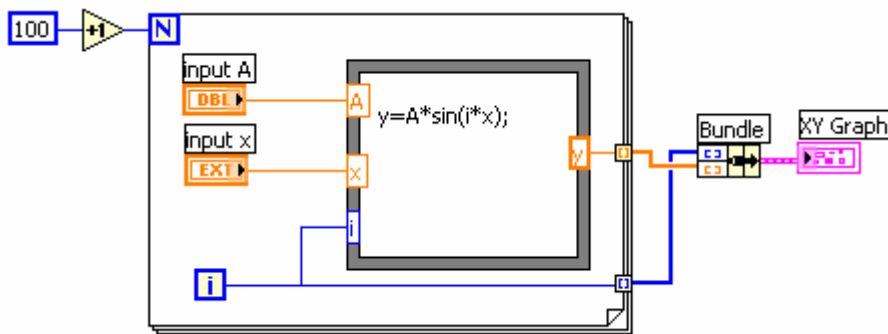 100
+1
N
input A
DBL
A
y=A*sin(i*x);
input x
EXT
x
y
Bundle
XY Graph
i
i